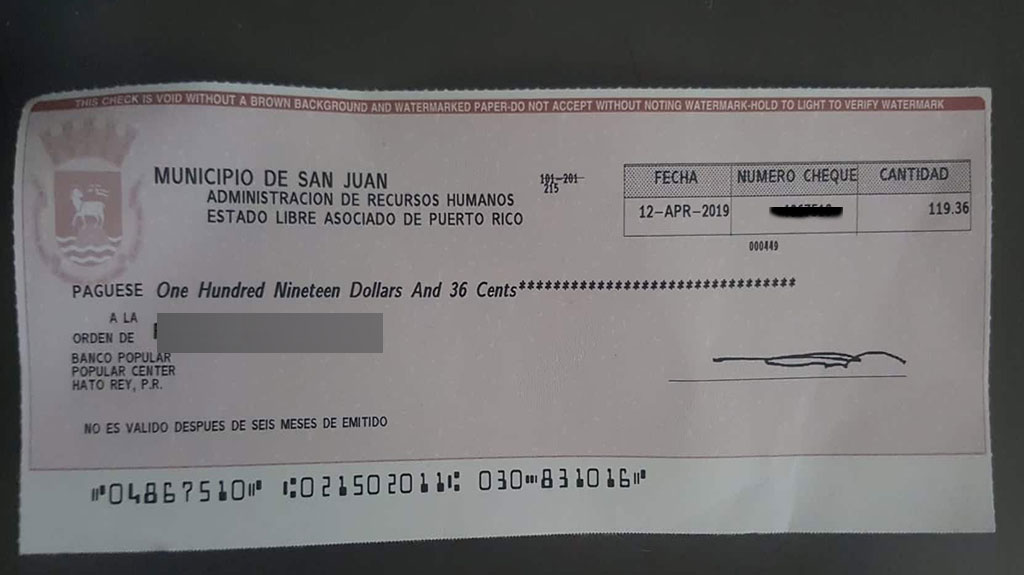 THIS CHECK IS VOID WITHOUT A BROWN BACKGROUND AND WATERMARKED PAPER-DO NOT ACCEPT WITHOUT NOTING WATERMARK-HOLD TO LIGHT TO VERIFY WATERMARK
MUNICIPIO DE SAN JUAN
ADMINISTRACION DE RECURSOS HUMANOS
ESTADO LIBRE ASOCIADO DE PUERTO RICO
101-201
215
FECHA NUMERO CHEQUE CANTIDAD
12-APR-2019 119.36
000449
PAGUESE One Hundred Nineteen Dollars And 36 Cents*********************************
A LA
ORDEN DE
BANCO POPULAR
POPULAR CENTER
HATO REY, P.R.
NO ES VALIDO DESPUES DE SEIS MESES DE EMITIDO
⑈04867510⑈ ⑆021502011⑆ 030⑉831016⑈